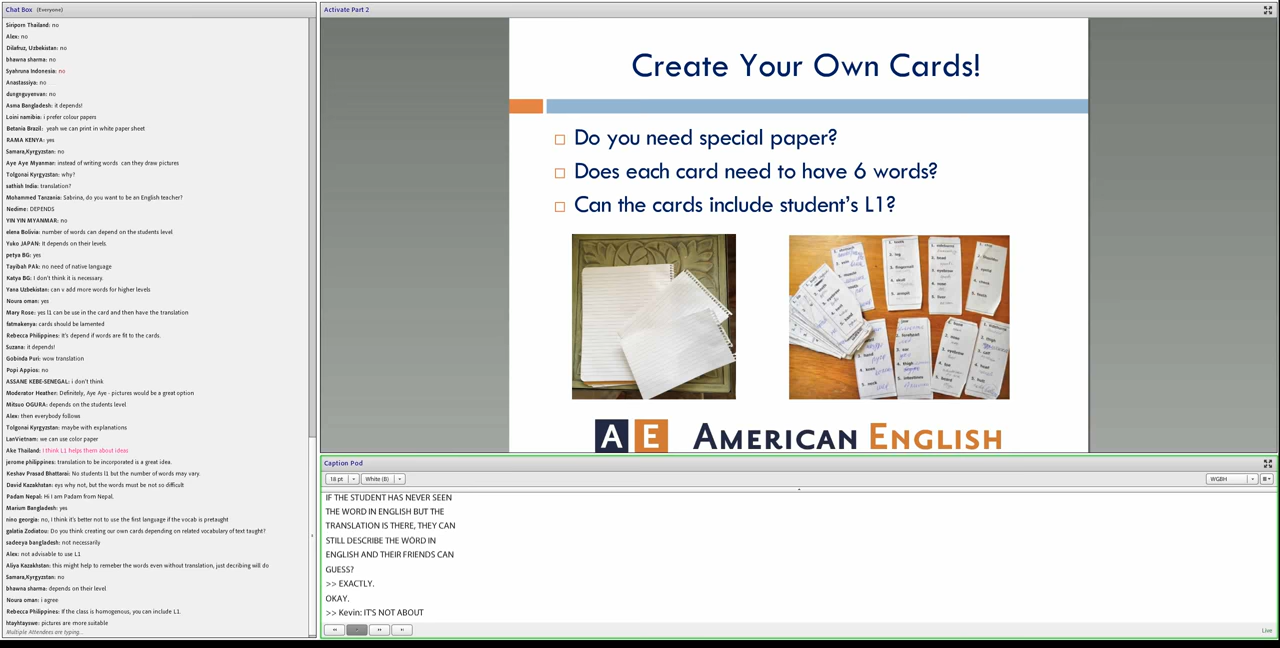 Chat Box (Everyone)
Siriporn Thailand: no
Alex: no
Dilafruz, Uzbekistan: no
bhawna sharma: no
Syahruna Indonesia: no
Anastassiya: no
dungnguyenvan: no
Asma Bangladesh: it depends!
Loini namibia: i prefer colour papers
Betania Brazil: yeah we can print in white paper sheet
RAMA KENYA: yes
Samara,Kyrgyzstan: no
Aye Aye Myanmar: instead of writing words can they draw pictures
Tolgonai Kyrgyzstan: why?
sathish India: translation?
Mohammed Tanzania: Sabrina, do you want to be an English teacher?
Nedime: DEPENDS
YIN YIN MYANMAR: no
elena Bolivia: number of words can depend on the students level
Yuko JAPAN: It depends on their levels.
petya BG: yes
Tayibah PAk: no need of native language
Katya BG: I don't think it is necessary.
Yana Uzbekistan: can v add more words for higher levels
Noura oman: yes
Mary Rose: yes l1 can be use in the card and then have the translation
fatmakenya: cards should be lamented
Rebecca Philippines: It's depend if words are fit to the cards.
Suzana: it depends!
Gobinda Puri: wow translation
Popi Appios: no
ASSANE KEBE-SENEGAL: i don't think
Moderator Heather: Definitely, Aye Aye - pictures would be a great option
Mitsuo OGURA: depends on the students level
Alex: then everybody follows
Tolgonai Kyrgyzstan: maybe with explanations
LanVietnam: we can use color paper
Ake Thailand: I think L1 helps them about ideas
jerome philippines: translation to be incorporated is a great idea.
Keshav Prasad Bhattarai: No students l1 but the number of words may vary.
David Kazakhstan: eys why not, but the words must be not so difficult
Padam Nepal: Hi I am Padam from Nepal.
Marium Bangladesh: yes
nino georgia: no, I think it's better not to use the first language if the vocab is pretaught
galatia Zodiatou: Do you think creating our own cards depending on related vocabulary of text taught?
sadeeya bangladesh: not necessarily
Alex: not advisable to use L1
Aliya Kazakhstan: this might help to remeber the words even without translation, just decribing will do
Samara,Kyrgyzstan: no
bhawna sharma: depends on their level
Noura oman: i agree
Rebecca Philippines: If the class is homogenous, you can include L1.
htayhtayswe: pictures are more suitable
Multiple Attendees are typing...
Activate Part 2
Create Your Own Cards!
Do you need special paper?
Does each card need to have 6 words?
Can the cards include student's L1?
AE AMERICAN ENGLISH
Caption Pod
18 pt White (B) WGBH
IF THE STUDENT HAS NEVER SEEN
THE WORD IN ENGLISH BUT THE
TRANSLATION IS THERE, THEY CAN
STILL DESCRIBE THE WORD IN
ENGLISH AND THEIR FRIENDS CAN
GUESS?
>> EXACTLY.
OKAY.
>> Kevin: IT'S NOT ABOUT
Live